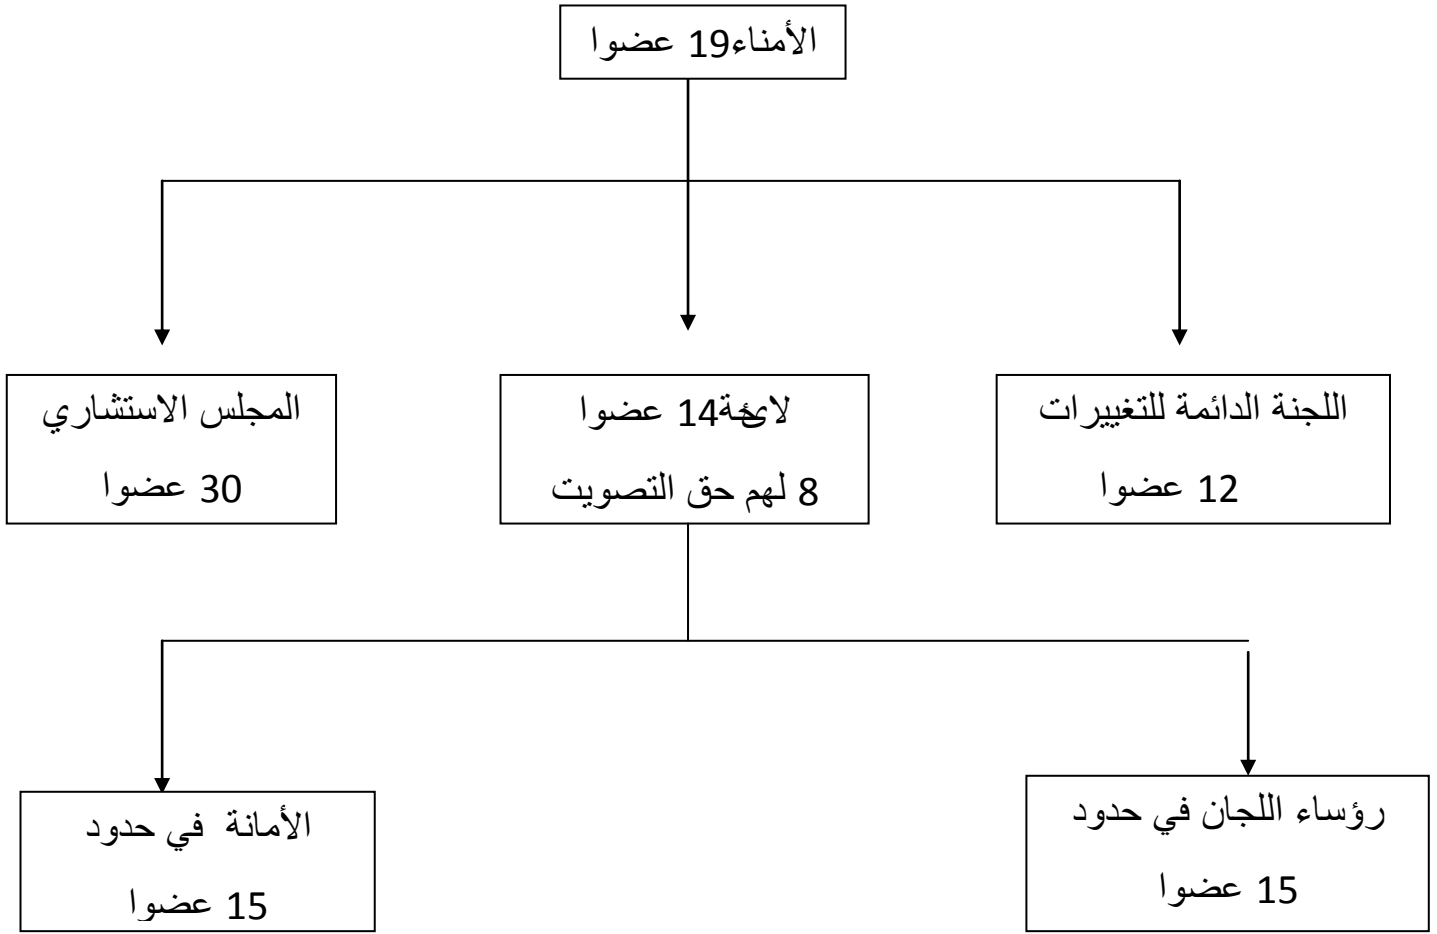 الأمناء19 عضوا
اللجنة الدائمة للتغييرات
12 عضوا
14 عضوا
8 لهم حق التصويت
المجلس الاستشاري
30 عضوا
رؤساء اللجان في حدود
15 عضوا
الأمانة في حدود
15 عضوا